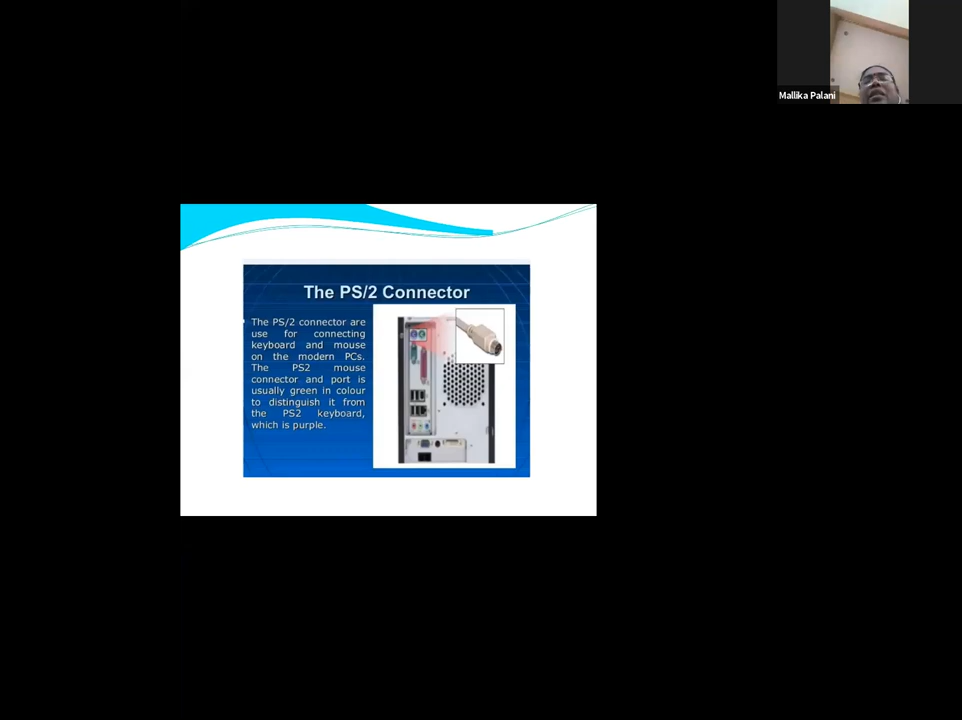 Mallika Palani
The PS/2 Connector
The PS/2 connector are
use for connecting
keyboard and mouse
on the modern PCs.
The PS2 mouse
connector and port is
usually green in colour
to distinguish it from
the PS2 keyboard,
which is purple.